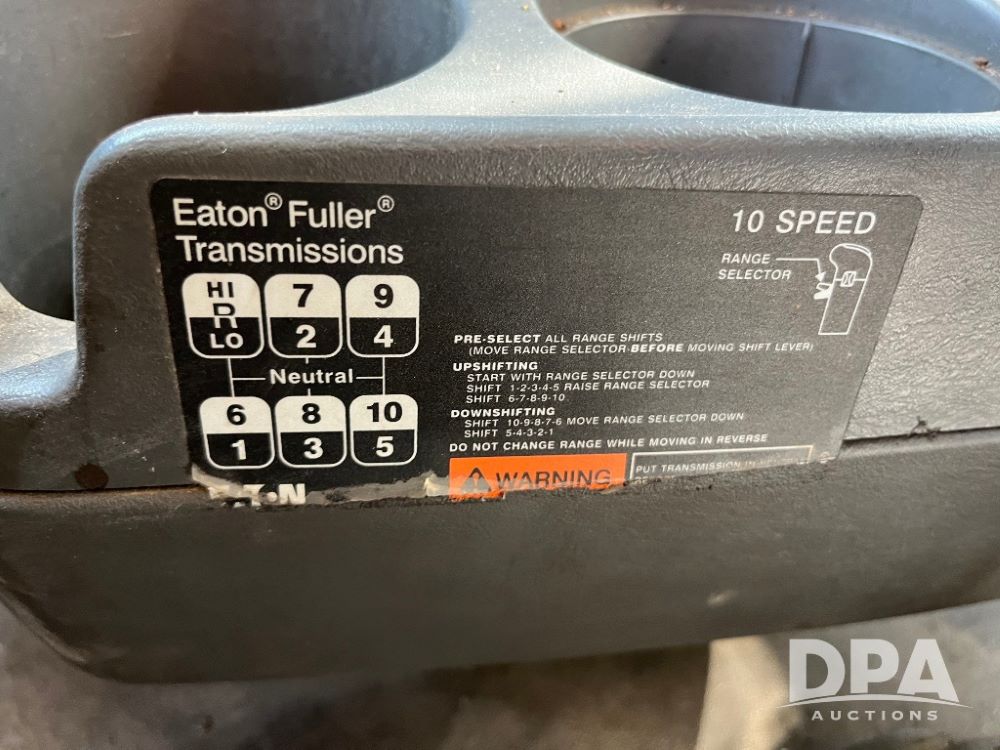 Eaton® Fuller®
Transmissions
10 SPEED
RANGE
SELECTOR
HI 7 9
R
LO 2 4
Neutral
6 8 10
1 3 5
PRE-SELECT ALL RANGE SHIFTS
(MOVE RANGE SELECTOR BEFORE MOVING SHIFT LEVER)
UPSHIFTING
START WITH RANGE SELECTOR DOWN
SHIFT 1-2-3-4-5 RAISE RANGE SELECTOR
SHIFT 6-7-8-9-10
DOWNSHIFTING
SHIFT 10-9-8-7-6 MOVE RANGE SELECTOR DOWN
SHIFT 5-4-3-2-1
DO NOT CHANGE RANGE WHILE MOVING IN REVERSE
WARNING
PUT TRANSMISSION IN
DPA
AUCTIONS